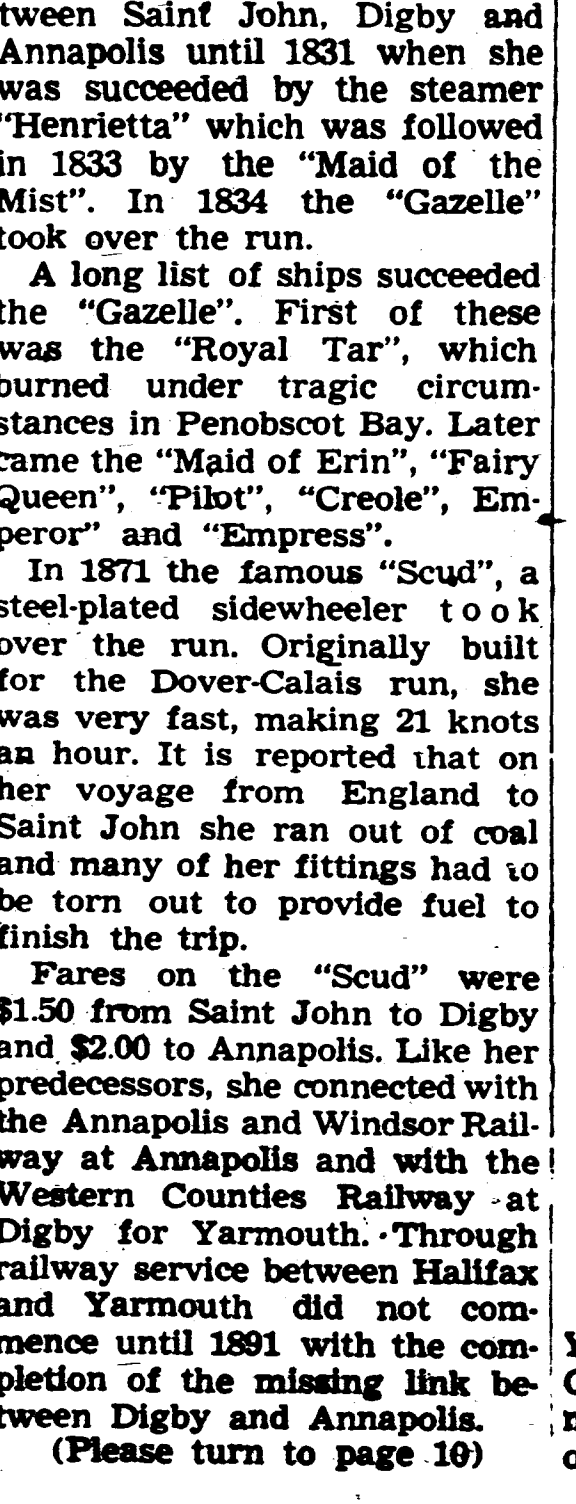 tween Saint John, Digby and
Annapolis until 1831 when she
was succeeded by the steamer
"Henrietta" which was followed
in 1833 by the "Maid of the
Mist". In 1834 the "Gazelle"
took over the run.
A long list of ships succeeded
the "Gazelle". First of these
was the "Royal Tar", which
burned under tragic circum-
stances in Penobscot Bay. Later
came the "Maid of Erin", "Fairy
Queen", "Pilot", "Creole", Em-
peror" and "Empress".
In 1871 the famous "Scud", a
steel-plated sidewheeler took
over the run. Originally built
for the Dover-Calais run, she
was very fast, making 21 knots
an hour. It is reported that on
her voyage from England to
Saint John she ran out of coal
and many of her fittings had to
be torn out to provide fuel to
finish the trip.
Fares on the "Scud" were
$1.50 from Saint John to Digby
and $2.00 to Annapolis. Like her
predecessors, she connected with
the Annapolis and Windsor Rail-
way at Annapolis and with the
Western Counties Railway at
Digby for Yarmouth. Through
railway service between Halifax
and Yarmouth did not com-
mence until 1891 with the com-
pletion of the missing link be-
tween Digby and Annapolis.
(Please turn to page 10)